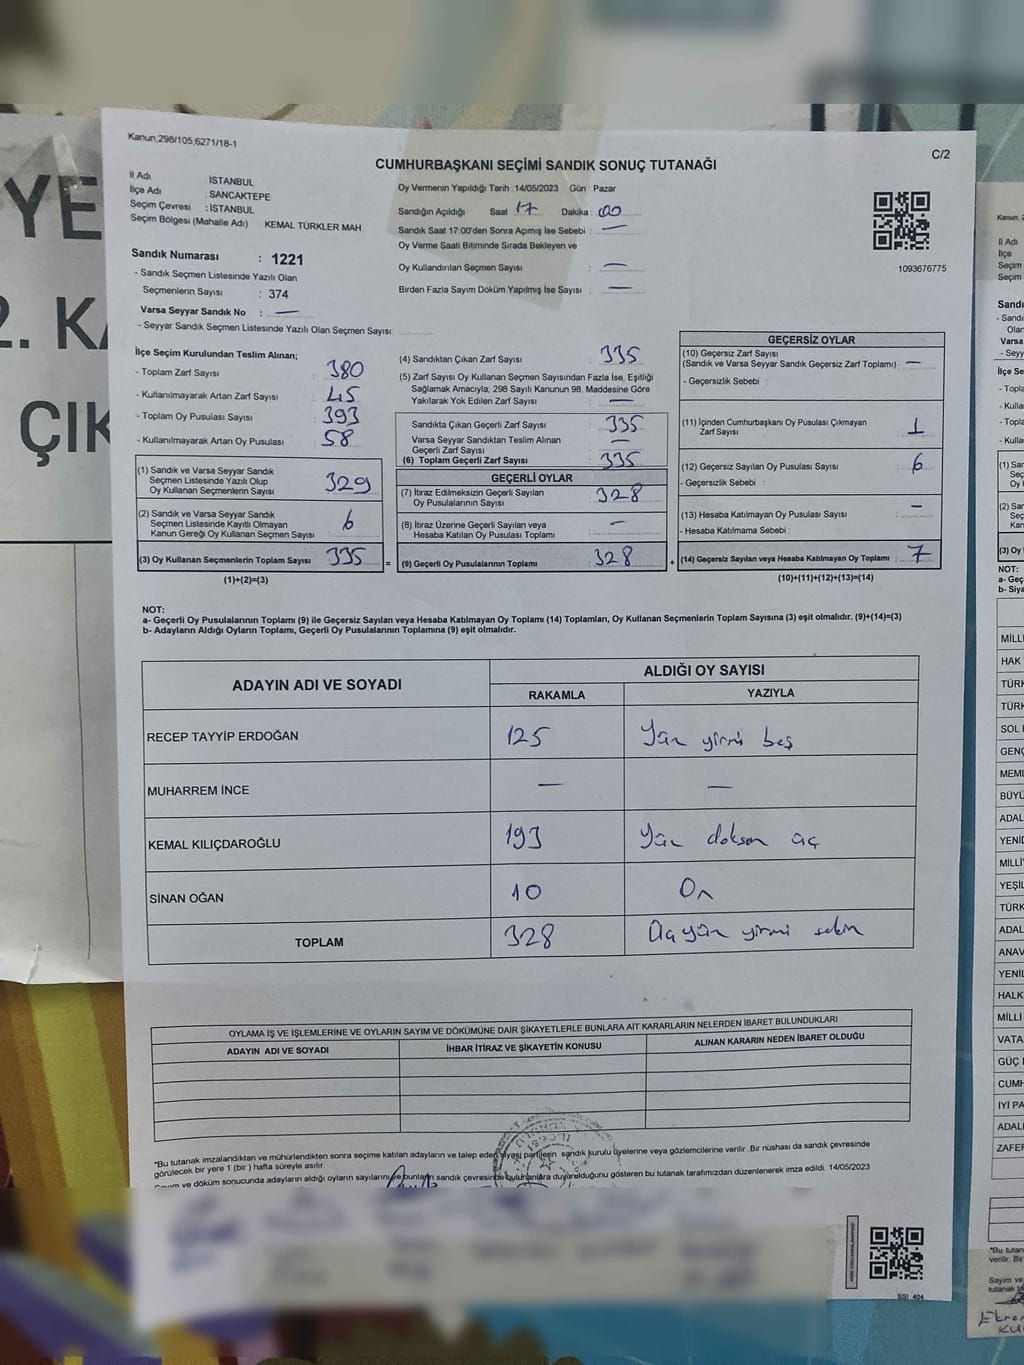 Kanun;298/105,6271/18-1
C/2
CUMHURBAŞKANI SEÇİMİ SANDIK SONUÇ TUTANAĞI
İl Adı : İSTANBUL
İlçe Adı : SANCAKTEPE
Seçim Çevresi : İSTANBUL
Seçim Bölgesi (Mahalle Adı) : KEMAL TÜRKLER MAH
Oy Vermenin Yapıldığı Tarih : 14/05/2023 Gün : Pazar
Sandığın Açıldığı Saat 17 Dakika : 00
Sandık Saat 17:00'den Sonra Açımış İse Sebebi : —
Oy Verme Saati Bitiminde Sırada Bekleyen ve
Oy Kullandırılan Seçmen Sayısı : —
Birden Fazla Sayım Döküm Yapılmış İse Sayısı : —
1093676775
Sandık Numarası : 1221
- Sandık Seçmen Listesinde Yazılı Olan
Seçmenlerin Sayısı : 374
Varsa Seyyar Sandık No : —
- Seyyar Sandık Seçmen Listesinde Yazılı Olan Seçmen Sayısı:
İlçe Seçim Kurulundan Teslim Alınan;
- Toplam Zarf Sayısı : 380
- Kullanılmayarak Artan Zarf Sayısı : 45
- Toplam Oy Pusulası Sayısı : 393
- Kullanılmayarak Artan Oy Pusulası : 58
(1) Sandık ve Varsa Seyyar Sandık
Seçmen Listesinde Yazılı Olup
Oy Kullanan Seçmenlerin Sayısı : 329
(2) Sandık ve Varsa Seyyar Sandık
Seçmen Listesinde Kayıtlı Olmayan
Kanun Gereği Oy Kullanan Seçmen Sayısı : 6
(3) Oy Kullanan Seçmenlerin Toplam Sayısı : 335 =
(1)+(2)=(3)
(4) Sandıktan Çıkan Zarf Sayısı : 335
(5) Zarf Sayısı Oy Kullanan Seçmen Sayısından Fazla İse, Eşitliği
Sağlamak Amacıyla; 298 Sayılı Kanunun 98. Maddesine Göre
Yakılarak Yok Edilen Zarf Sayısı : —
Sandıkta Çıkan Geçerli Zarf Sayısı : 335
Varsa Seyyar Sandıktan Teslim Alınan
Geçerli Zarf Sayısı : —
(6) Toplam Geçerli Zarf Sayısı : 335
GEÇERLİ OYLAR
(7) İtiraz Edilmeksizin Geçerli Sayılan
Oy Pusulalarının Sayısı : 328
(8) İtiraz Üzerine Geçerli Sayılan veya
Hesaba Katılan Oy Pusulası Toplamı : —
(9) Geçerli Oy Pusulalarının Toplamı : 328 +
GEÇERSİZ OYLAR
(10) Geçersiz Zarf Sayısı
(Sandık ve Varsa Seyyar Sandık Geçersiz Zarf Toplamı) : —
- Geçersizlik Sebebi :
(11) İçinden Cumhurbaşkanı Oy Pusulası Çıkmayan
Zarf Sayısı : 1
(12) Geçersiz Sayılan Oy Pusulası Sayısı : 6
- Geçersizlik Sebebi :
(13) Hesaba Katılmayan Oy Pusulası Sayısı : —
- Hesaba Katılmama Sebebi :
(14) Geçersiz Sayılan veya Hesaba Katılmayan Oy Toplamı : 7
(10)+(11)+(12)+(13)=(14)
NOT:
a- Geçerli Oy Pusulalarının Toplamı (9) ile Geçersiz Sayılan veya Hesaba Katılmayan Oy Toplamı (14) Toplamları, Oy Kullanan Seçmenlerin Toplam Sayısına (3) eşit olmalıdır. (9)+(14)=(3)
b- Adayların Aldığı Oyların Toplamı, Geçerli Oy Pusulalarının Toplamına (9) eşit olmalıdır.
ADAYIN ADI VE SOYADI
ALDIĞI OY SAYISI
RAKAMLA YAZIYLA
RECEP TAYYİP ERDOĞAN 125 Yüz yirmi beş
MUHARREM İNCE — —
KEMAL KILIÇDAROĞLU 193 Yüz doksan üç
SİNAN OĞAN 10 On
TOPLAM 328 Üçyüz yirmi sekiz
OYLAMA İŞ VE İŞLEMLERİNE VE OYLARIN SAYIM VE DÖKÜMÜNE DAİR ŞİKAYETLERLE BUNLARA AİT KARARLARIN NELERDEN İBARET BULUNDUKLARI
ADAYIN ADI VE SOYADI İHBAR İTİRAZ VE ŞİKAYETİN KONUSU ALINAN KARARIN NEDEN İBARET OLDUĞU
*Bu tutanak imzalandıktan ve mühürlendikten sonra seçime katılan adayların ve talep eden siyasi partilerin sandık kurulu üyelerine veya gözlemcilerine verilir. Bir nüshası da sandık çevresinde
görülecek bir yere 1 (bir) hafta süreyle asılır.
Sayım ve döküm sonucunda adayların aldığı oyların sayılarını ve bunların sandık çevresinde bulunanlara duyurulduğunu gösteren bu tutanak tarafımızdan düzenlenerek imza edildi. 14/05/2023
SSI_404
YE
2. KA
ÇIK
Kanun; 2
İl Adı
İlçe
Seçim
Seçim
Sandı
- Sandı
Olan
Varsa
- Seyy
İlçe Se
- Topla
- Kulla
- Topla
- Kulla
(1) San
Seç
Oy
(2) Sar
Seç
Kan
(3) Oy
NOT:
a- Geç
b- Siya
MİLLİ
HAK
TÜRK
TÜRK
SOL
GENÇ
MEML
BÜYÜ
ADAL
YENİD
MİLLİY
YEŞİL
TÜRK
ADAL
ANAV
YENİL
HALK
MİLLİ
VATA
GÜÇ
CUMH
İYİ PA
ADAL
ZAFER
*Bu tutan
verilir. Bir
Sayım ve
tutanak t